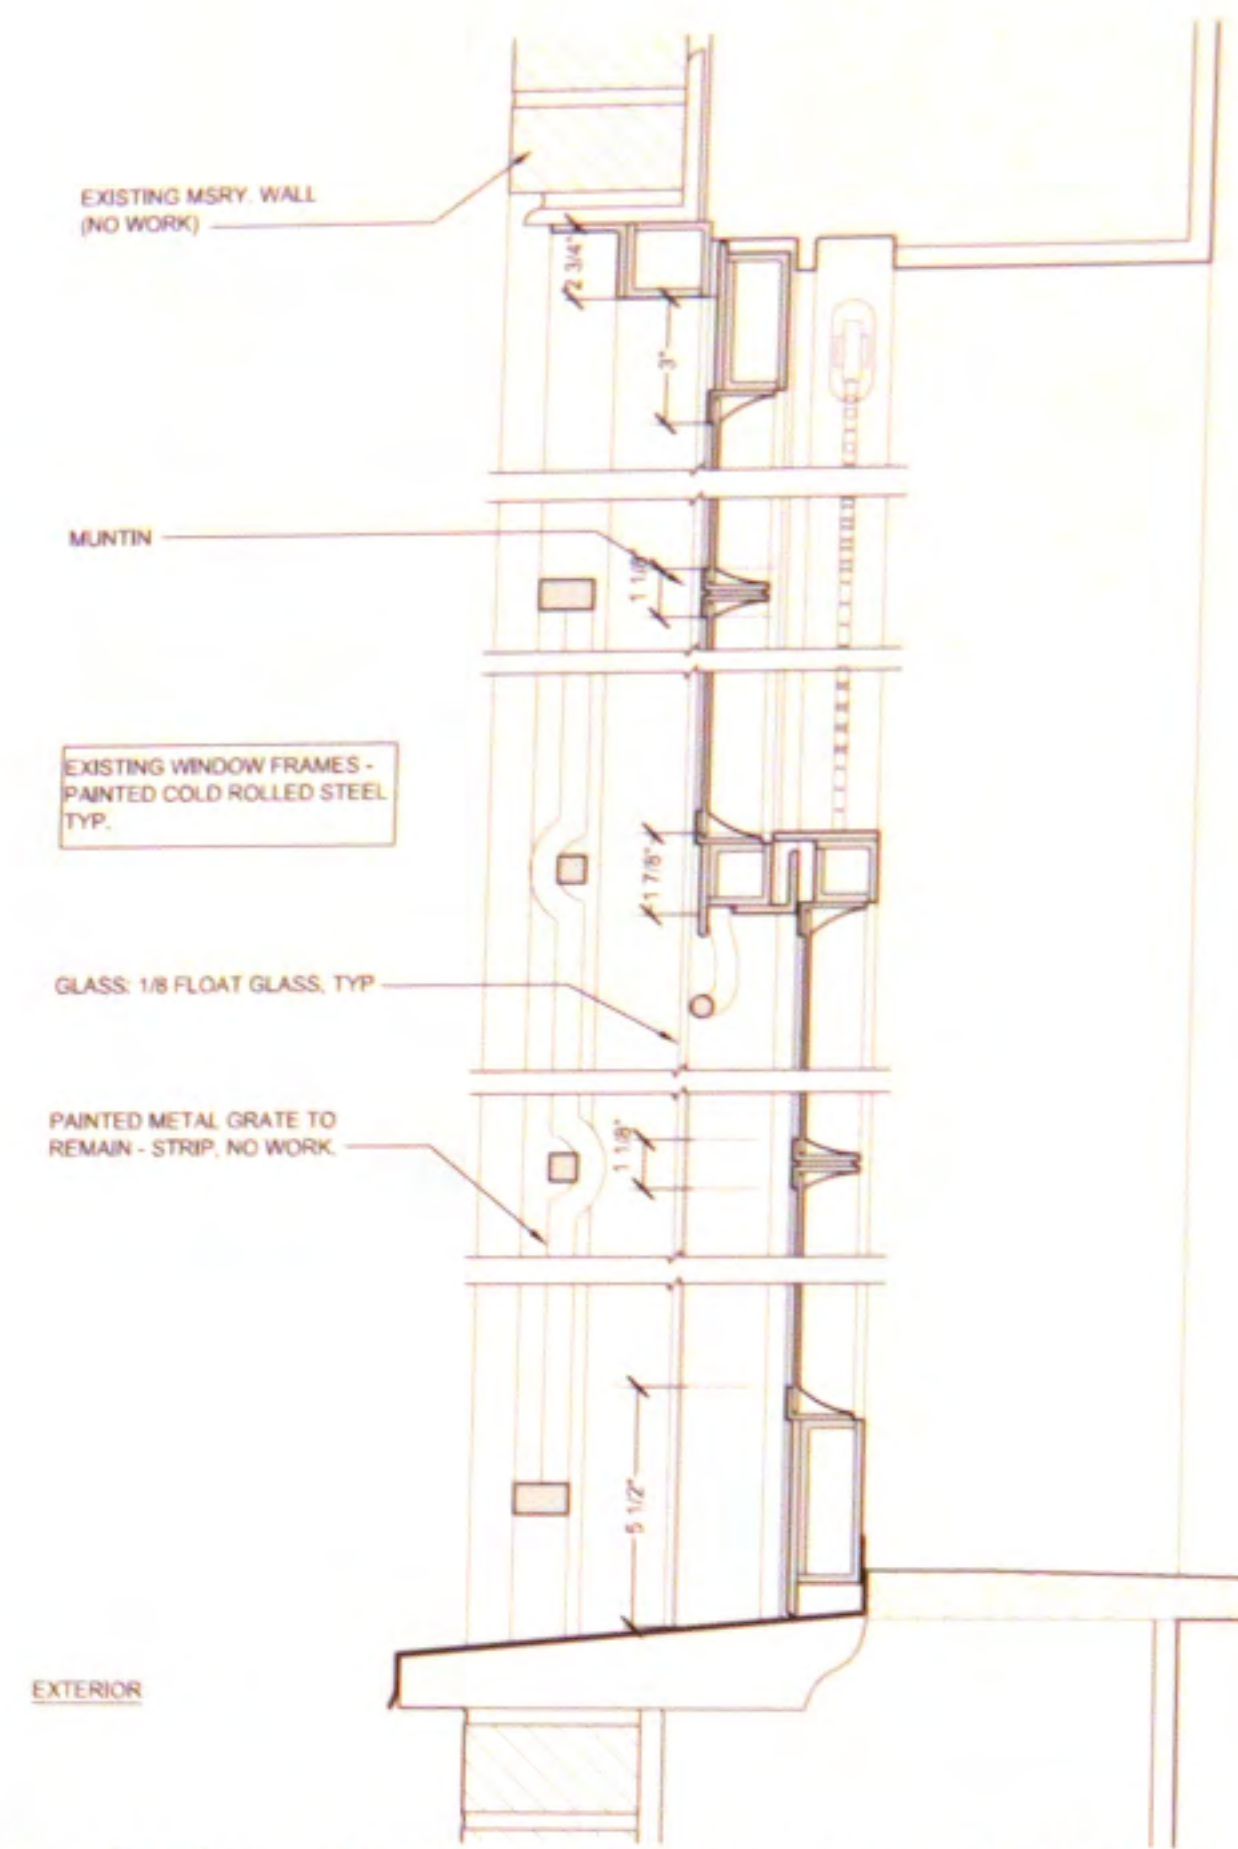 EXISTING MSRY. WALL
(NO WORK)
2 3/4"
3"
MUNTIN
1 1/8"
EXISTING WINDOW FRAMES -
PAINTED COLD ROLLED STEEL
TYP.
1 7/8"
GLASS: 1/8 FLOAT GLASS, TYP
PAINTED METAL GRATE TO
REMAIN - STRIP, NO WORK.
1 1/8"
5 1/2"
EXTERIOR